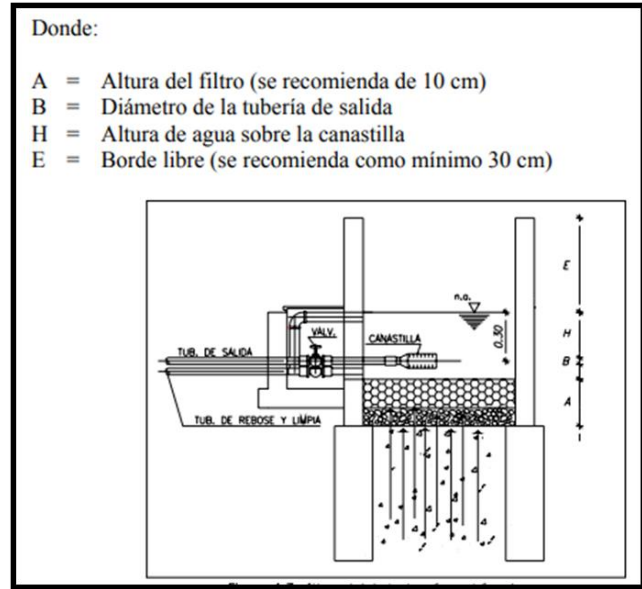 Donde:
A = Altura del filtro (se recomienda de 10 cm)
B = Diámetro de la tubería de salida
H = Altura de agua sobre la canastilla
E = Borde libre (se recomienda como mínimo 30 cm)
E
n.a.
VALV.
CANASTILLA
0.30
H
TUB. DE SALIDA
B
A
TUB. DE REBOSE Y LIMPIA